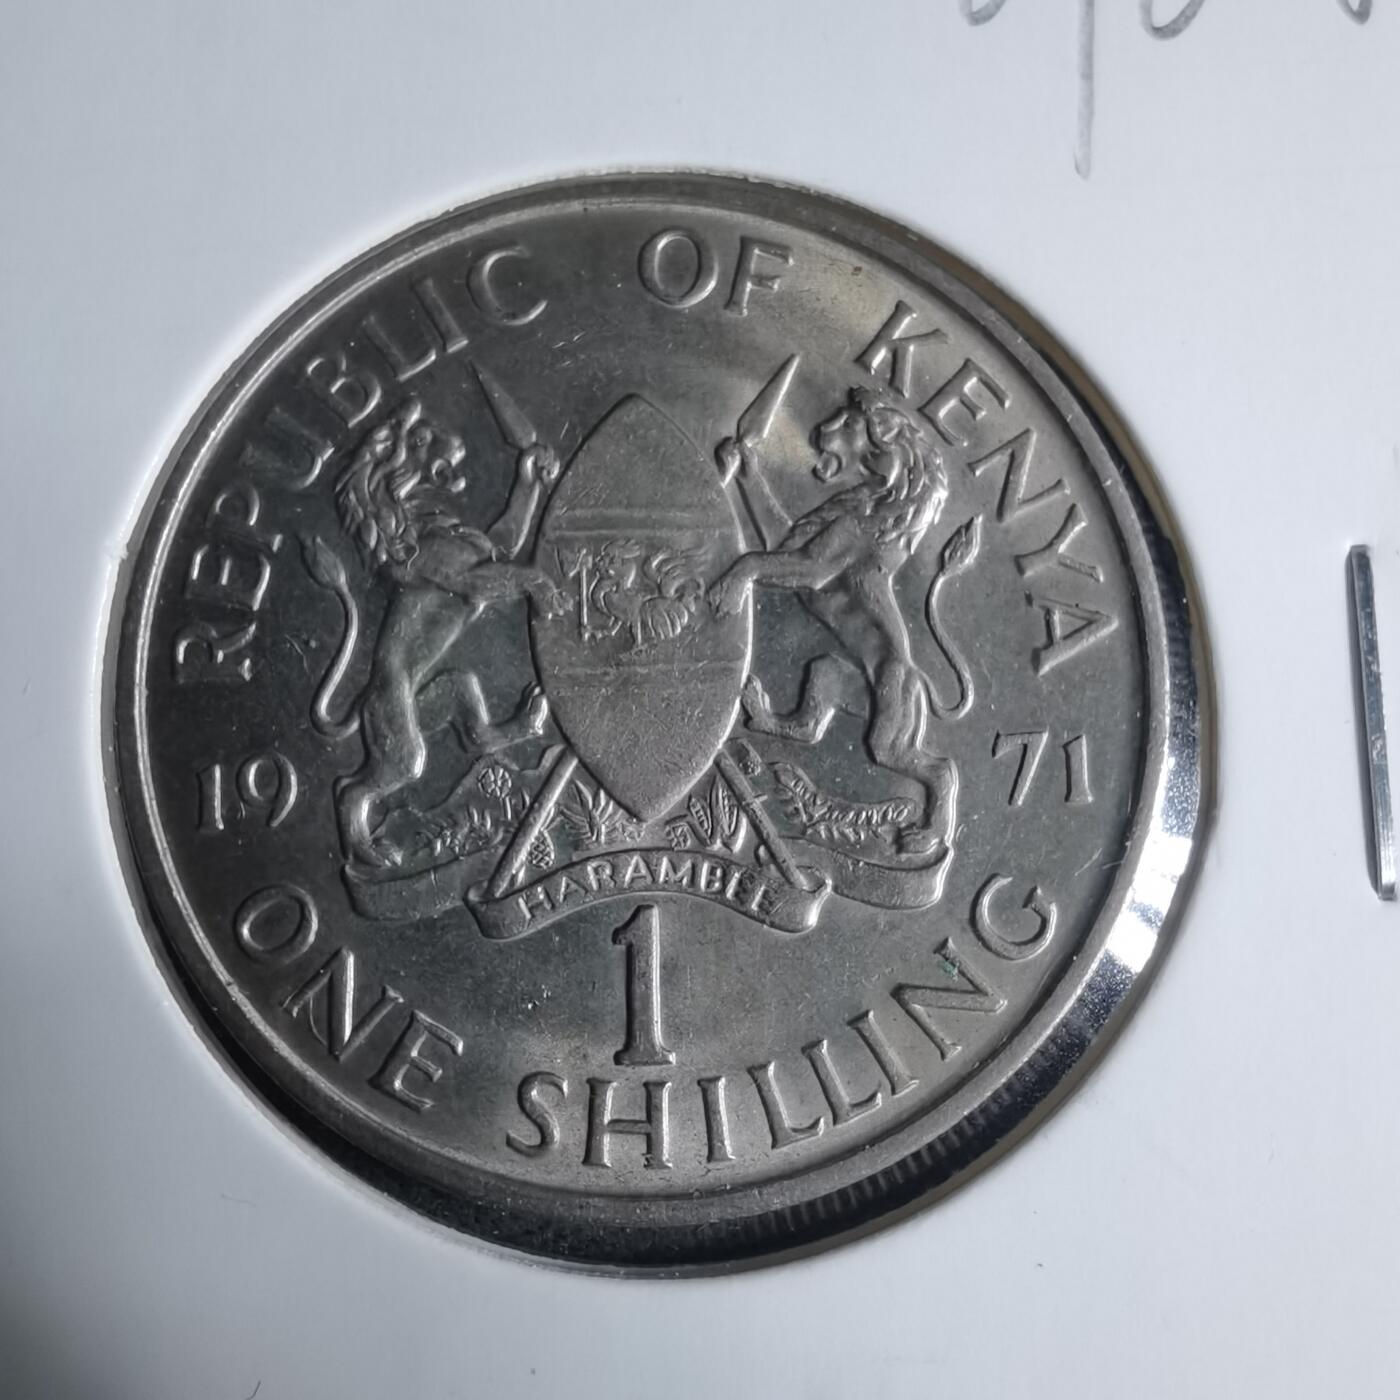 REPUBLIC OF KENYA
19 71
HARAMBEE
1
ONE SHILLING